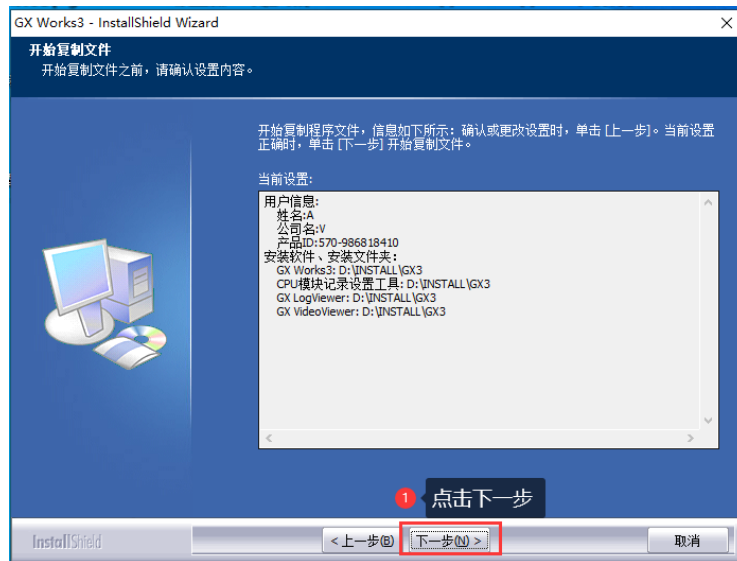 GX Works3 - InstallShield Wizard
开始复制文件
开始复制文件之前，请确认设置内容。
开始复制程序文件，信息如下所示：确认或更改设置时，单击 [上一步]。当前设置
正确时，单击 [下一步] 开始复制文件。
当前设置:
用户信息:
姓名:A
公司名:V
产品ID:570-986818410
安装软件、安装文件夹:
GX Works3: D:\INSTALL\GX3
CPU模块记录设置工具: D:\INSTALL\GX3
GX LogViewer: D:\INSTALL\GX3
GX VideoViewer: D:\INSTALL\GX3
1 点击下一步
InstallShield
<上一步(B) 下一步(N) > 取消